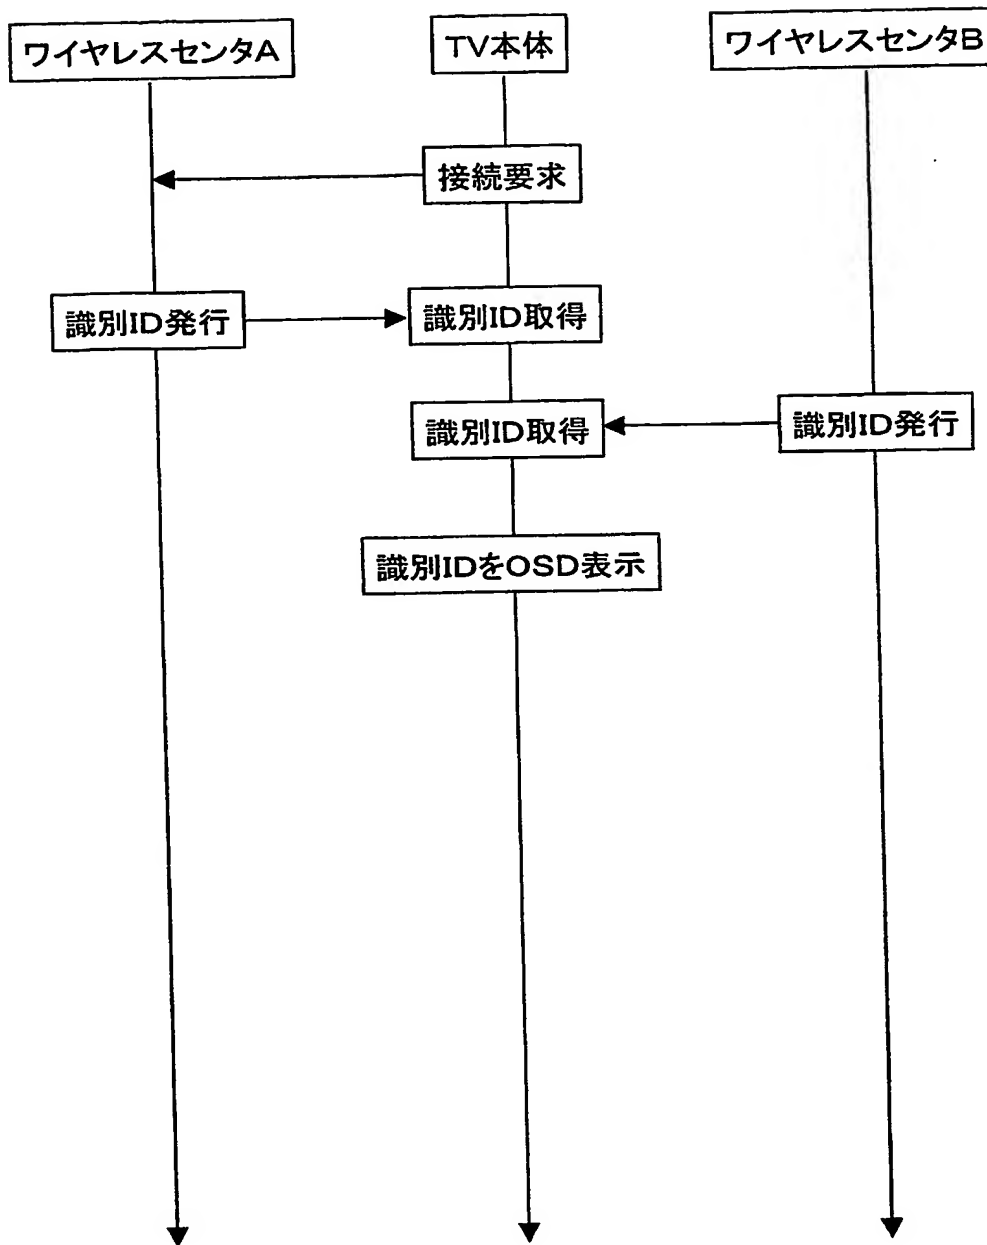 ワイヤレスセンタA
TV本体
ワイヤレスセンタB
接続要求
識別ID発行
識別ID取得
識別ID取得
識別ID発行
識別IDをOSD表示